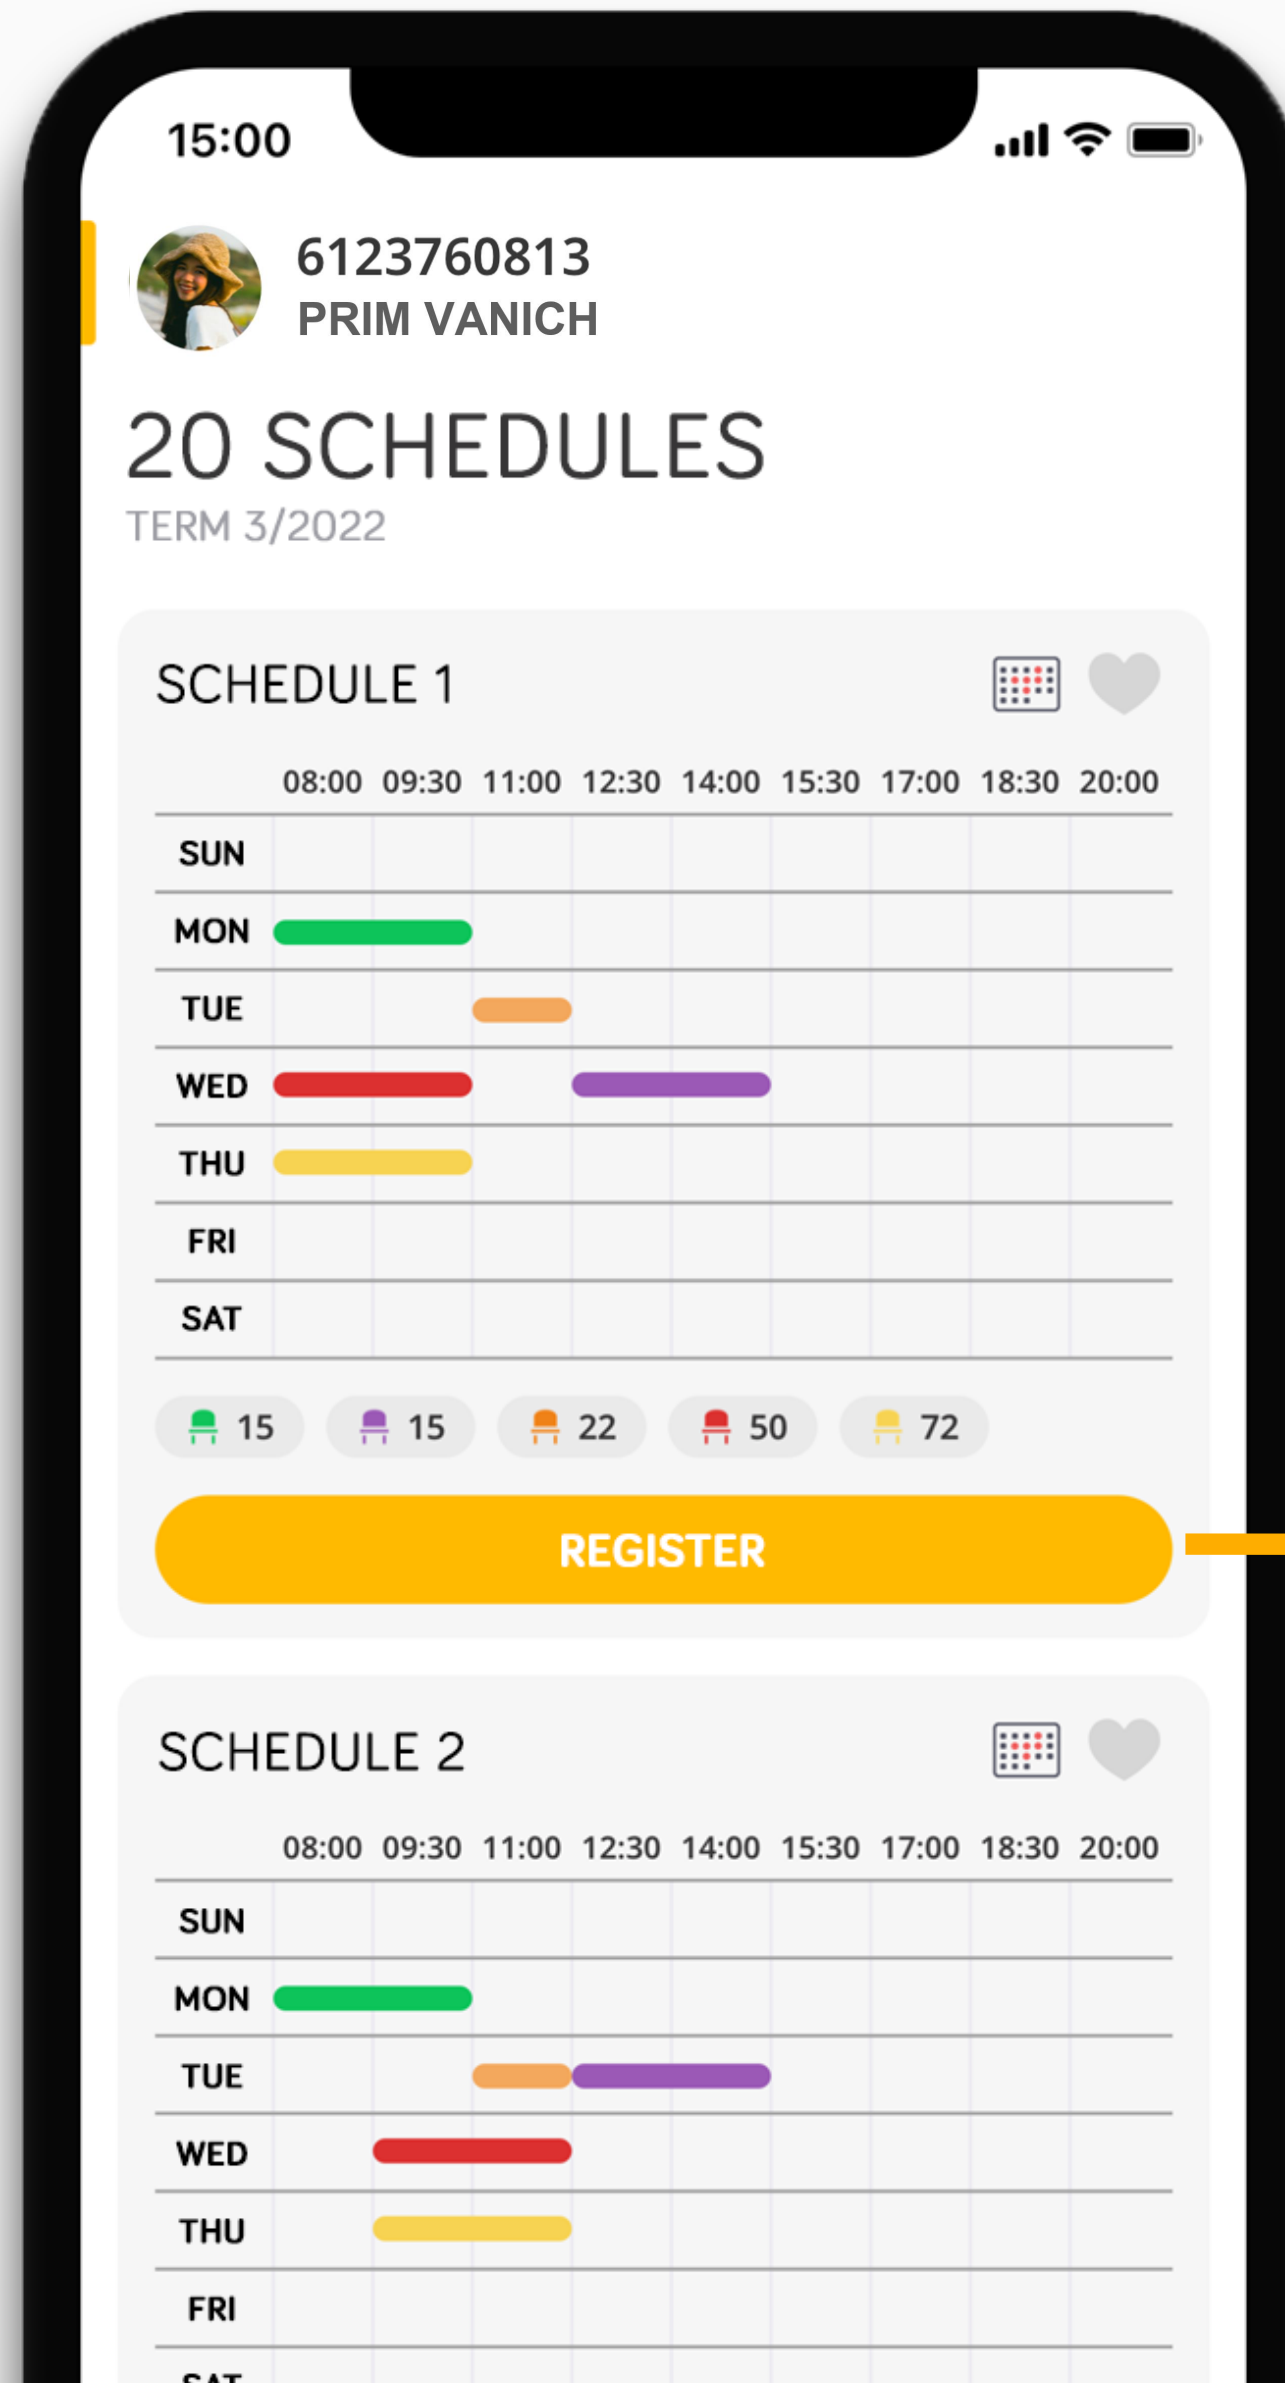 15:00
6123760813
PRIM VANICH
20 SCHEDULES
TERM 3/2022
SCHEDULE 1
08:00 09:30 11:00 12:30 14:00 15:30 17:00 18:30 20:00
SUN
MON
TUE
WED
THU
FRI
SAT
15 15 22 50 72
REGISTER
SCHEDULE 2
08:00 09:30 11:00 12:30 14:00 15:30 17:00 18:30 20:00
SUN
MON
TUE
WED
THU
FRI
SAT